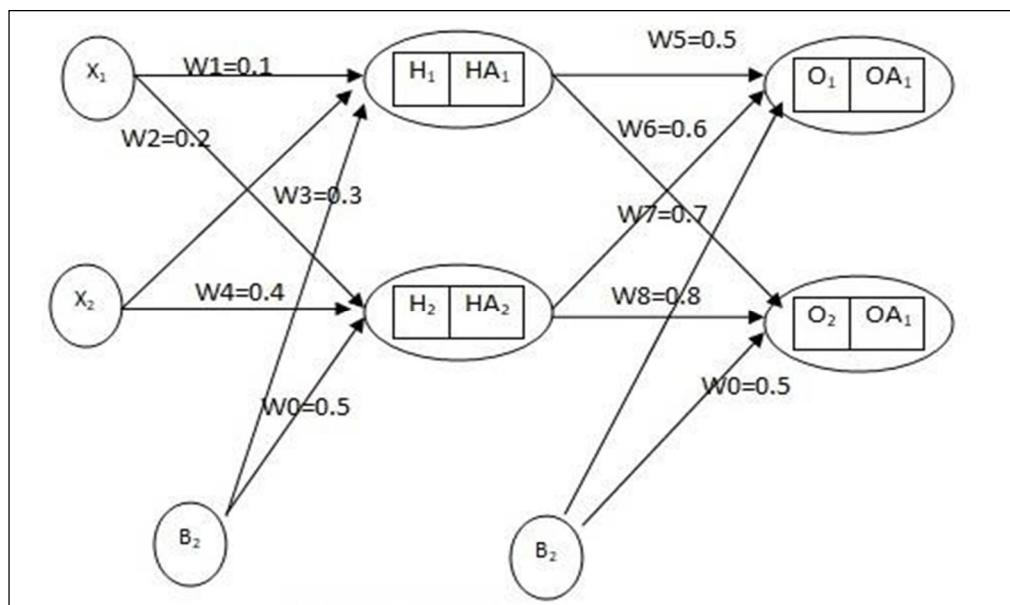 W5=0.5
X₁ W1=0.1 H₁ HA₁ O₁ OA₁
W2=0.2 W6=0.6
W3=0.3 W7=0.7
X₂ W4=0.4 H₂ HA₂ W8=0.8 O₂ OA₁
W0=0.5 W0=0.5
B₂ B₂